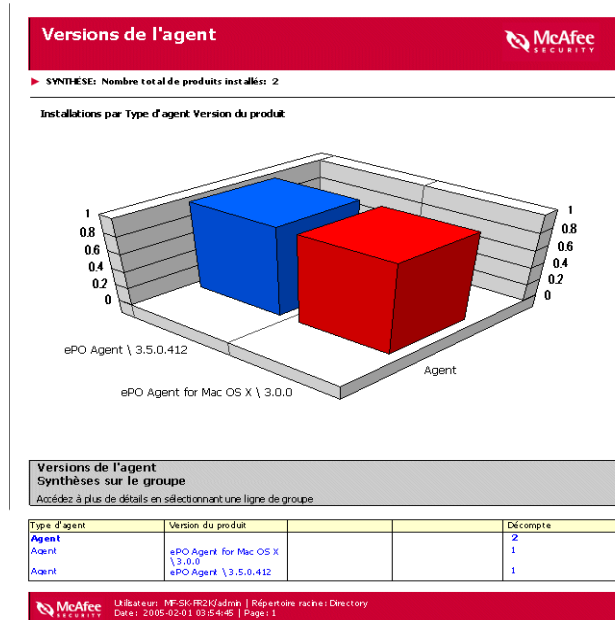 Versions de l'agent
McAfee
SECURITY
SYNTHÈSE: Nombre total de produits installés: 2
Installations par Type d'agent Version du produit
1
0.8
0.6
0.4
0.2
0
1
0.8
0.6
0.4
0.2
0
ePO Agent \ 3.5.0.412
Agent
ePO Agent for Mac OS X \ 3.0.0
Versions de l'agent
Synthèses sur le groupe
Accédez à plus de détails en sélectionnant une ligne de groupe
Type d'agent Version du produit Décompte
Agent 2
Agent ePO Agent for Mac OS X 1
\3.0.0
Agent ePO Agent \3.5.0.412 1
McAfee Utilisateur: MF-SK-FR2K/admin | Répertoire racine: Directory
SECURITY Date: 2005-02-01 03:54:45 | Page: 1